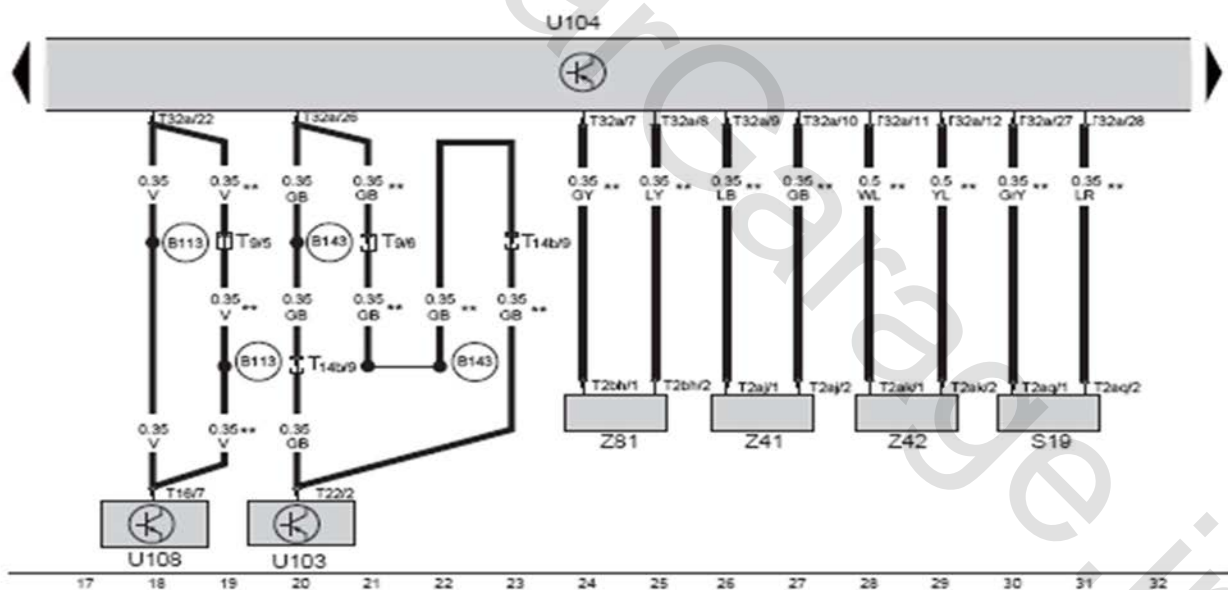 U104
T32a/22 T32a/26 T32a/7 T32a/8 T32a/9 T32a/10 T32a/11 T32a/12 T32a/27 T32a/28
0.35 0.35 ** 0.35 0.35 ** 0.35 ** 0.35 ** 0.35 ** 0.35 ** 0.5 ** 0.5 ** 0.35 ** 0.35 **
V V GB GB GY LY LB GB WL YL GrY LR
B113 T9/5 B143 T9/6 T14b/9
0.35 ** 0.35 0.35 ** 0.35 ** 0.35 **
V GB GB GB GB
B113 T14b/9 B143
T2bh/1 T2bh/2 T2aj/1 T2aj/2 T2ak/1 T2ak/2 T2aq/1 T2aq/2
0.35 0.35** 0.35
V V GB
Z81 Z41 Z42 S19
T16/7 T22/2
U108 U103
17 18 19 20 21 22 23 24 25 26 27 28 29 30 31 32